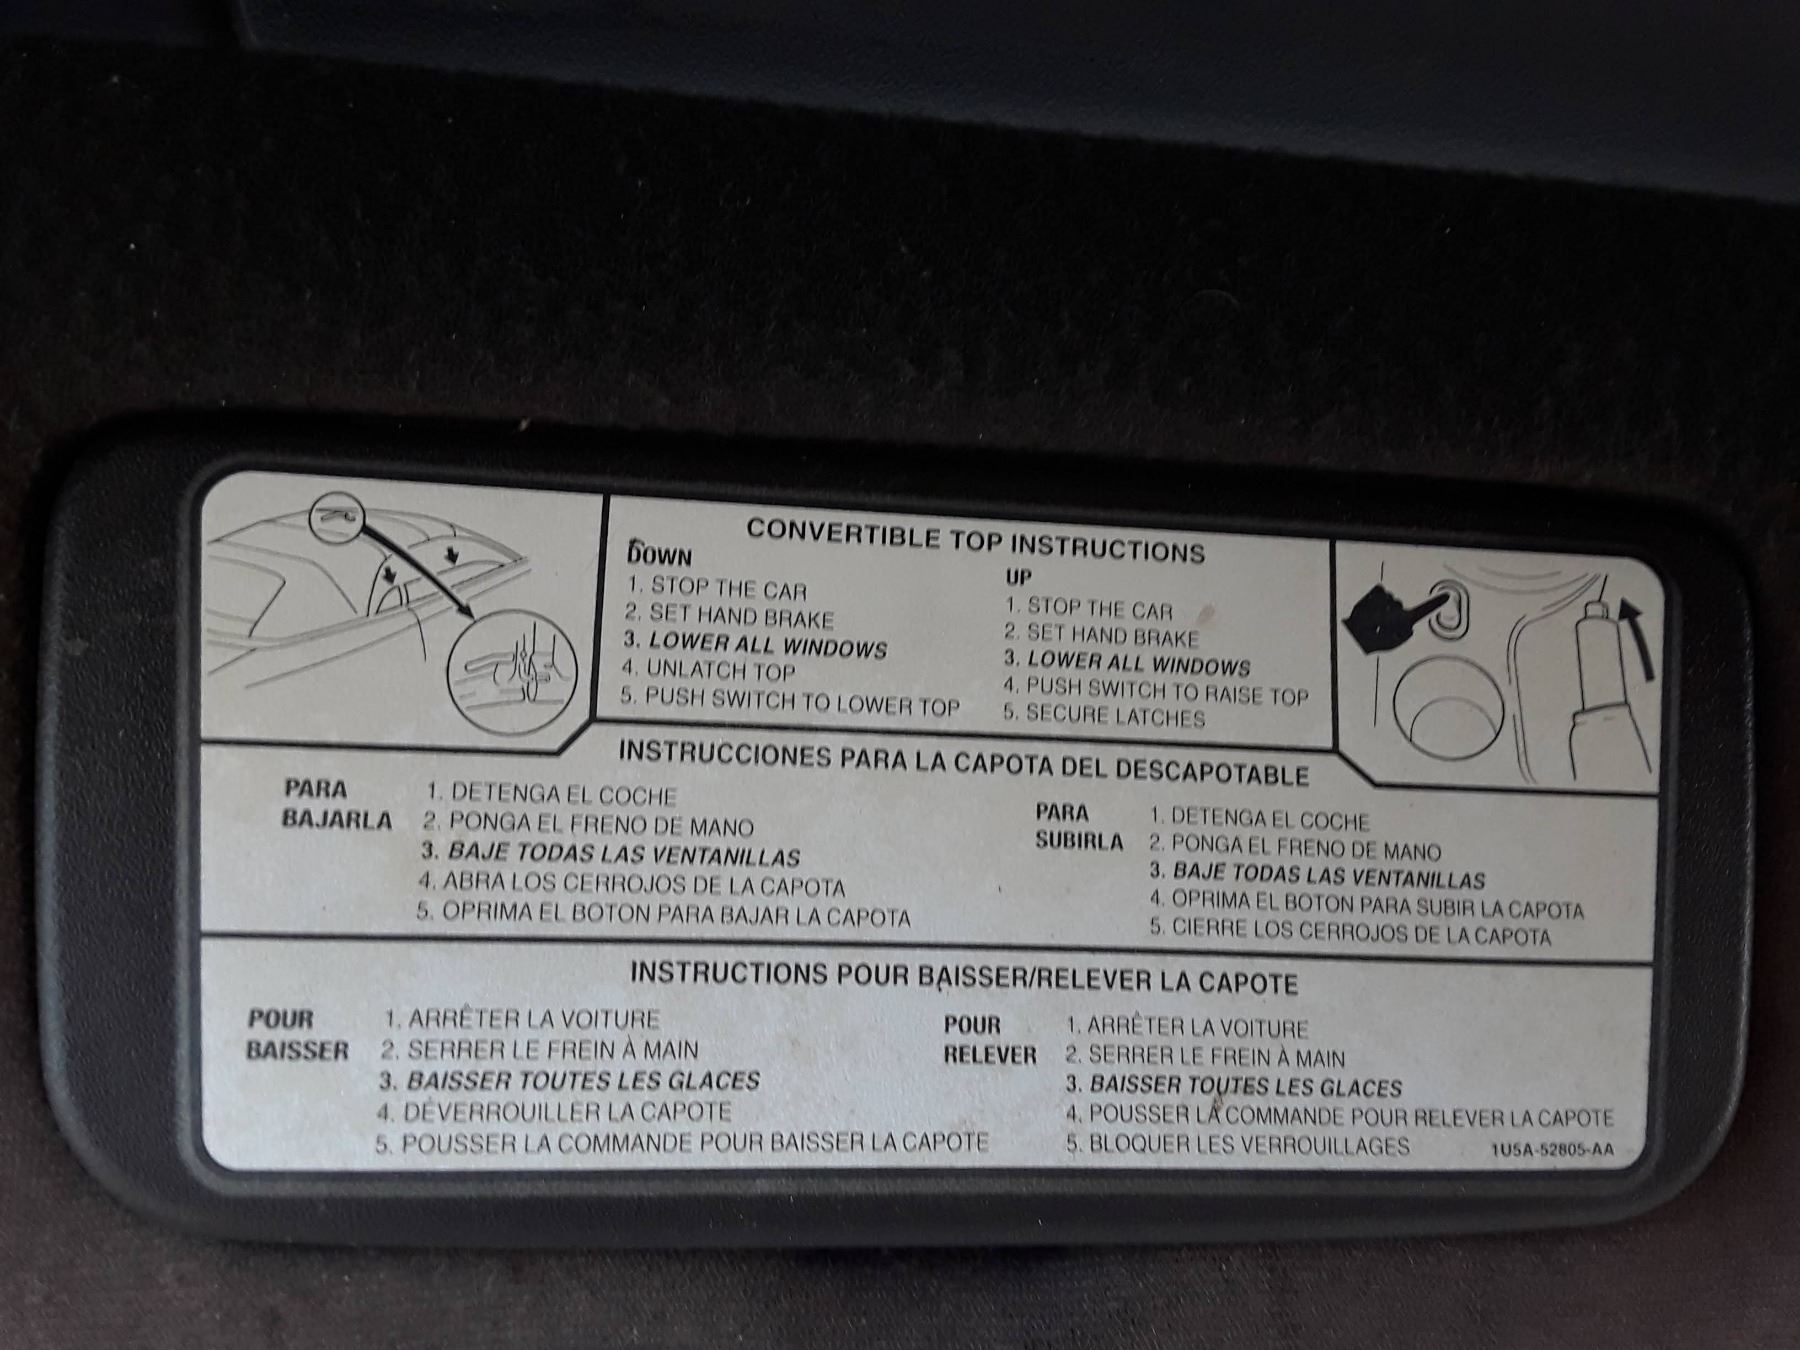 CONVERTIBLE TOP INSTRUCTIONS
DOWN
1. STOP THE CAR
2. SET HAND BRAKE
3. LOWER ALL WINDOWS
4. UNLATCH TOP
5. PUSH SWITCH TO LOWER TOP
UP
1. STOP THE CAR
2. SET HAND BRAKE
3. LOWER ALL WINDOWS
4. PUSH SWITCH TO RAISE TOP
5. SECURE LATCHES
INSTRUCCIONES PARA LA CAPOTA DEL DESCAPOTABLE
PARA
BAJARLA
1. DETENGA EL COCHE
2. PONGA EL FRENO DE MANO
3. BAJE TODAS LAS VENTANILLAS
4. ABRA LOS CERROJOS DE LA CAPOTA
5. OPRIMA EL BOTON PARA BAJAR LA CAPOTA
PARA
SUBIRLA
1. DETENGA EL COCHE
2. PONGA EL FRENO DE MANO
3. BAJE TODAS LAS VENTANILLAS
4. OPRIMA EL BOTON PARA SUBIR LA CAPOTA
5. CIERRE LOS CERROJOS DE LA CAPOTA
INSTRUCTIONS POUR BAISSER/RELEVER LA CAPOTE
POUR
BAISSER
1. ARRÊTER LA VOITURE
2. SERRER LE FREIN À MAIN
3. BAISSER TOUTES LES GLACES
4. DÉVERROUILLER LA CAPOTE
5. POUSSER LA COMMANDE POUR BAISSER LA CAPOTE
POUR
RELEVER
1. ARRÊTER LA VOITURE
2. SERRER LE FREIN À MAIN
3. BAISSER TOUTES LES GLACES
4. POUSSER LA COMMANDE POUR RELEVER LA CAPOTE
5. BLOQUER LES VERROUILLAGES
1U5A-52805-AA